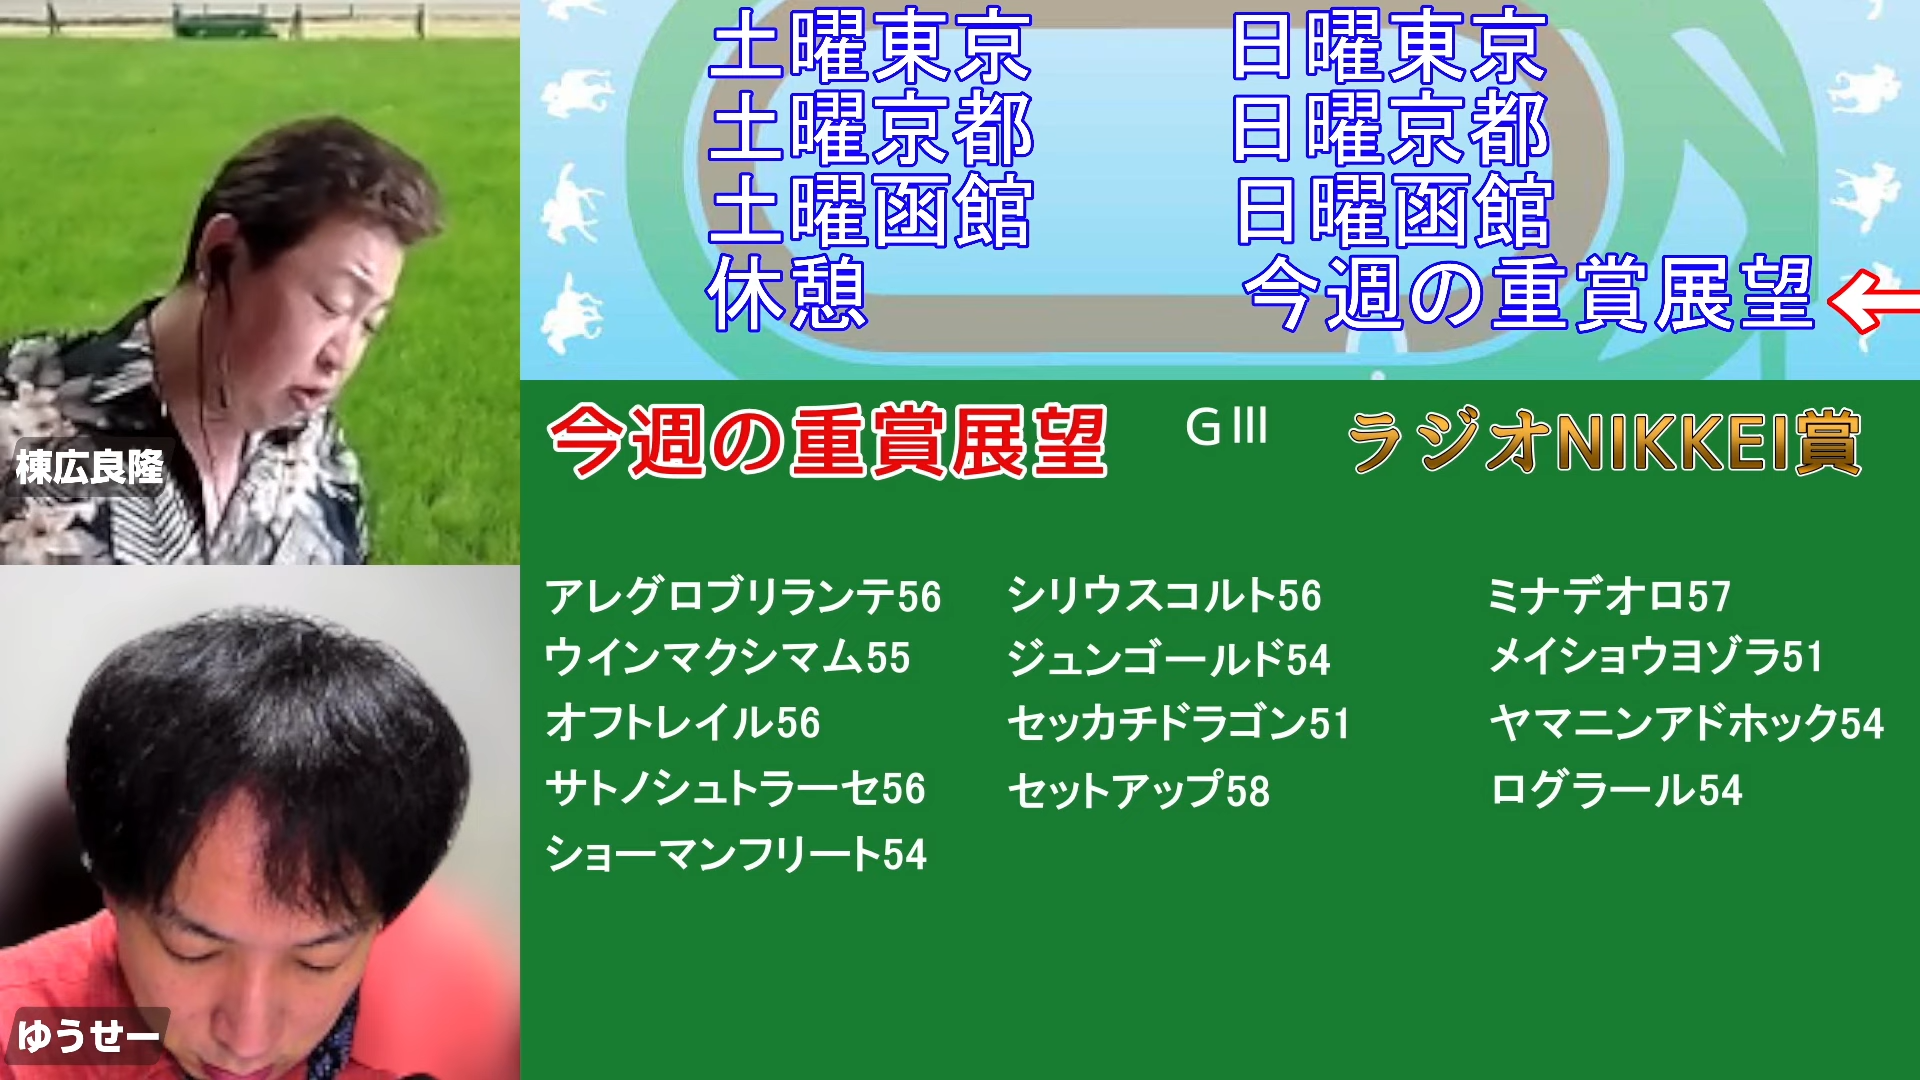 土曜東京
日曜東京
土曜京都
日曜京都
土曜函館
日曜函館
休憩
今週の重賞展望
今週の重賞展望
GⅢ
ラジオNIKKEI賞
アレグロブリランテ56
シリウスコルト56
ミナデオロ57
ウインマクシマム55
ジュンゴールド54
メイショウヨゾラ51
オフトレイル56
セッカチドラゴン51
ヤマニンアドホック54
サトノシュトラーセ56
セットアップ58
ログラール54
ショーマンフリート54
棟広良隆
ゆうせー